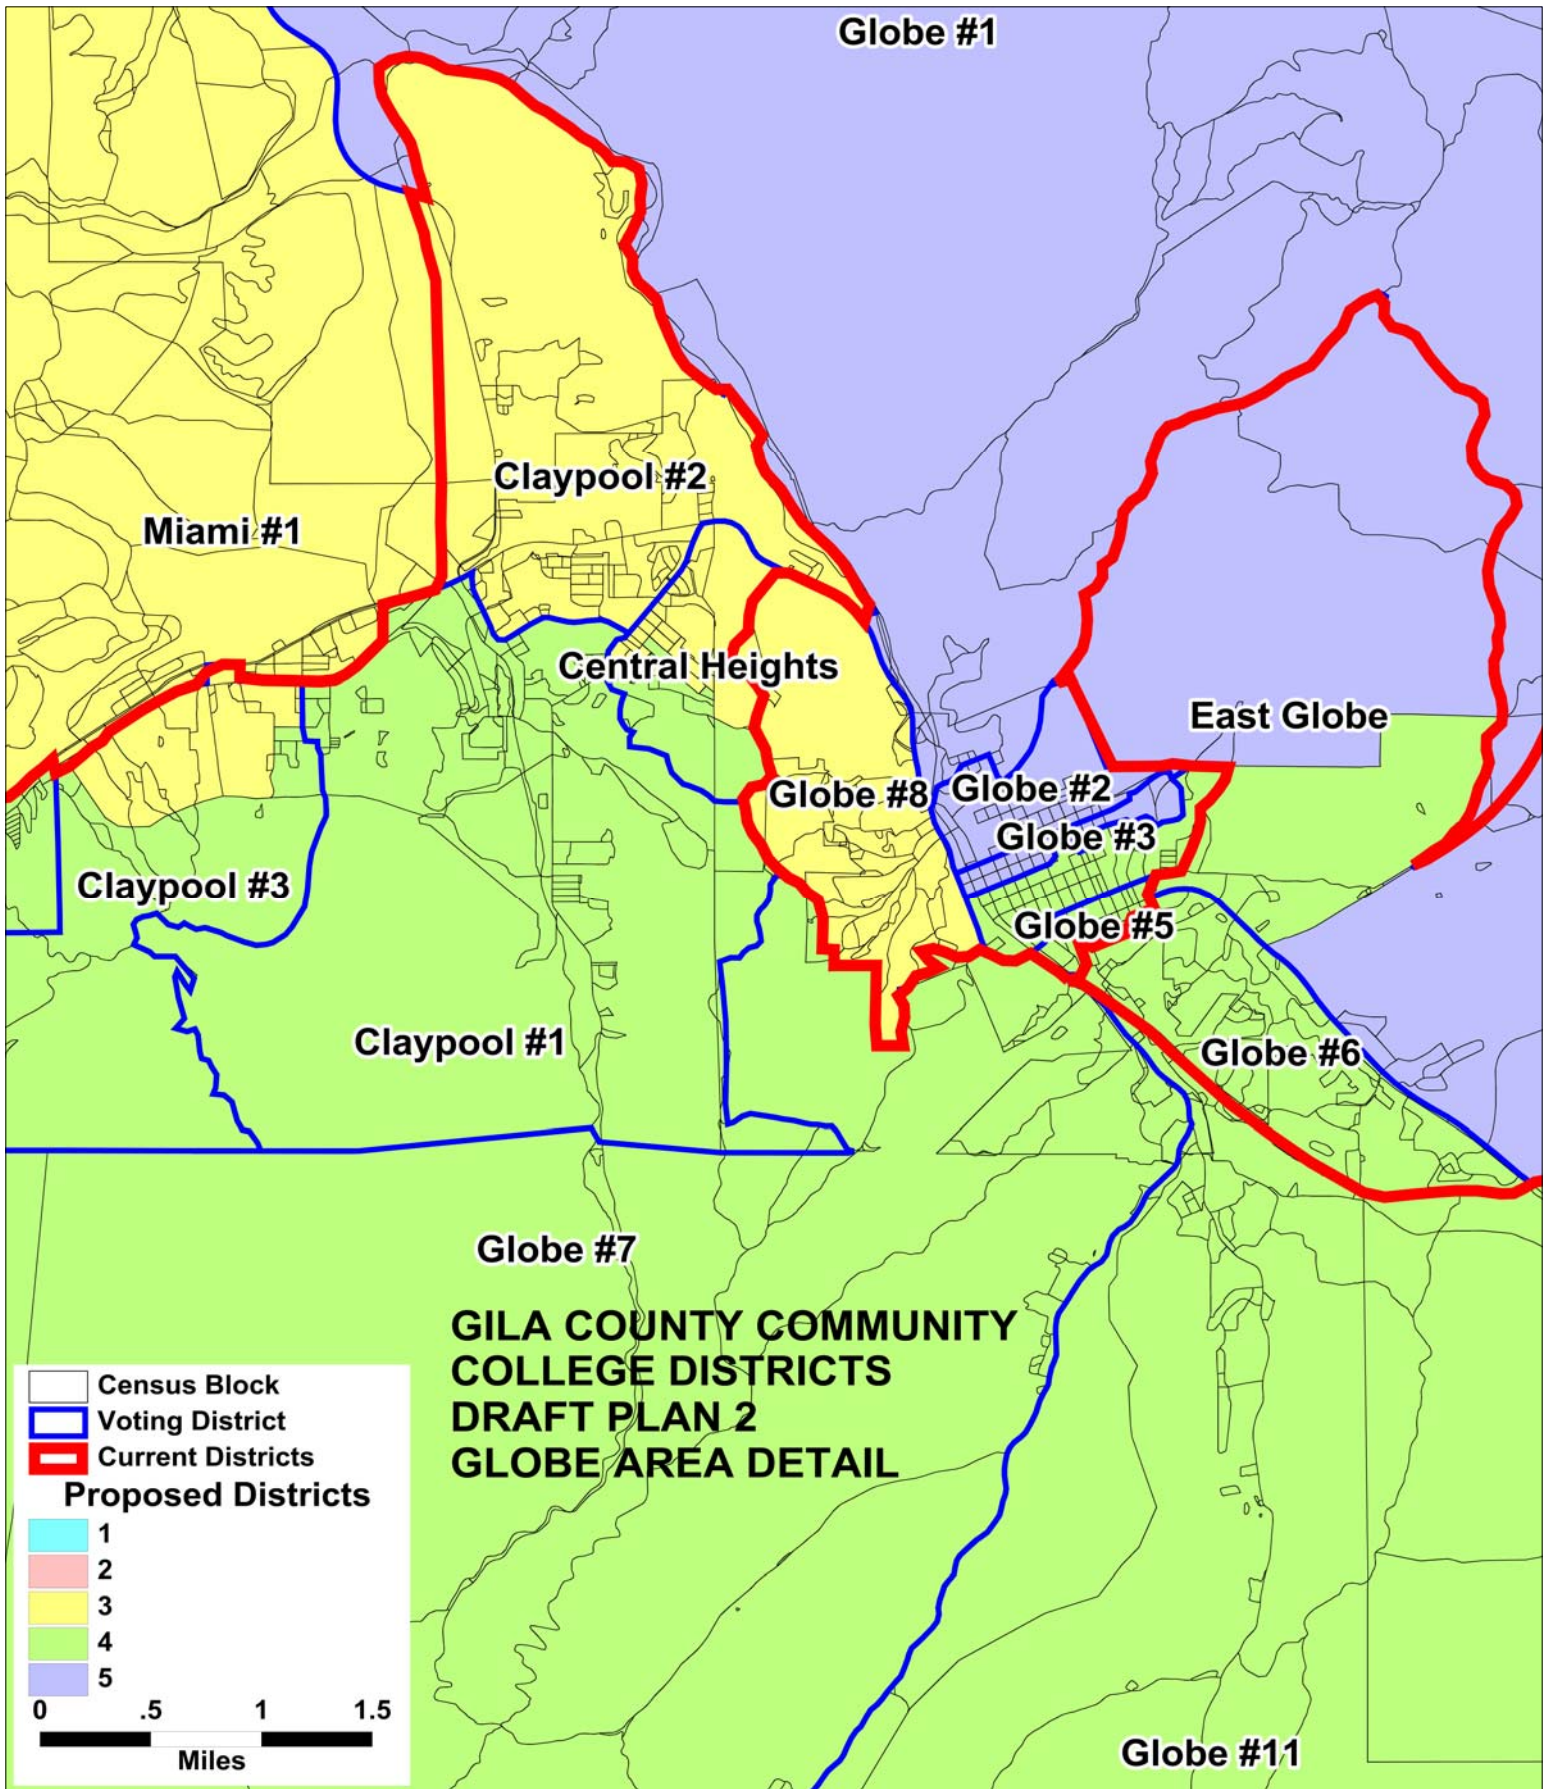 Globe #1
Claypool #2
Miami #1
Central Heights
East Globe
Globe #8
Globe #2
Globe #3
Claypool #3
Globe #5
Claypool #1
Globe #6
Globe #7
GILA COUNTY COMMUNITY
COLLEGE DISTRICTS
DRAFT PLAN 2
GLOBE AREA DETAIL
Census Block
Voting District
Current Districts
Proposed Districts
1
2
3
4
5
0 .5 1 1.5
Miles
Globe #11